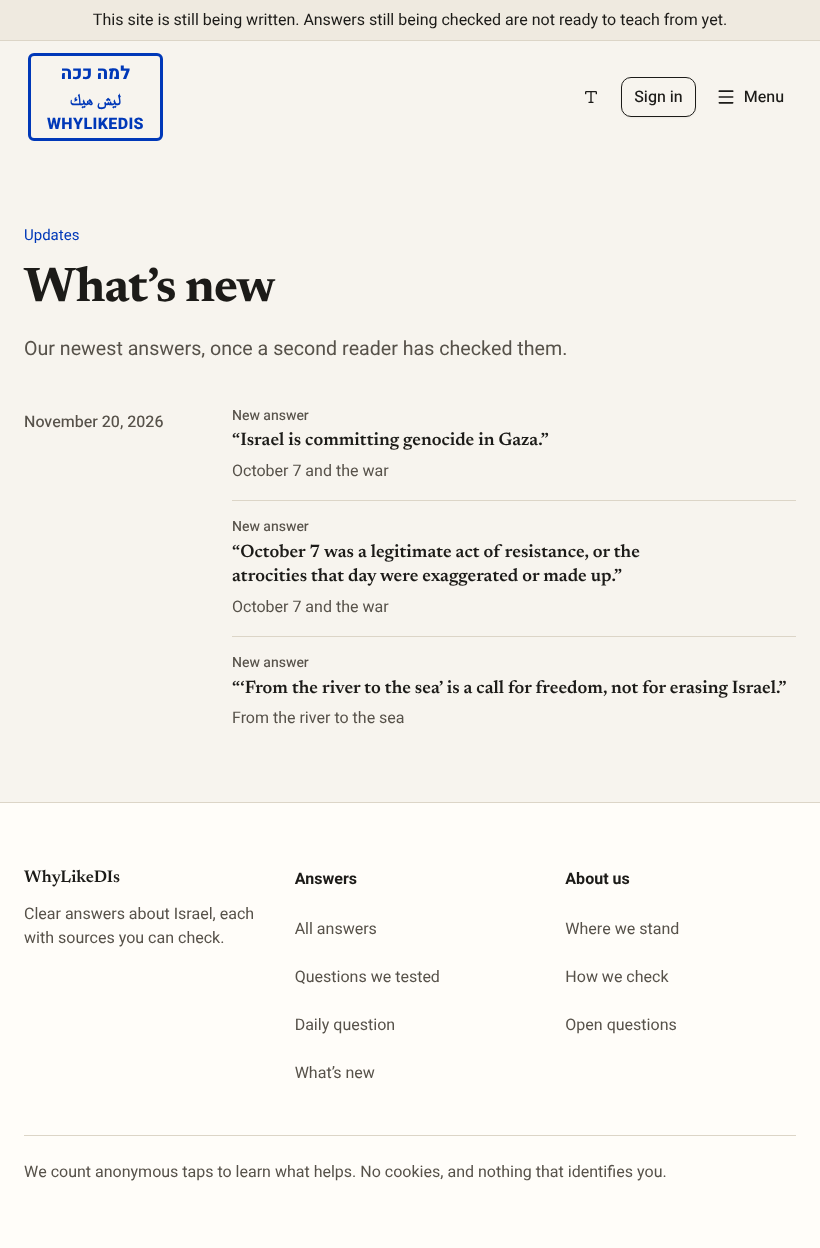 This site is still being written. Answers still being checked are not ready to teach from yet.
למה ככה
ليش هيك
WHYLIKEDIS
T
Sign in
Menu
Updates
What’s new
Our newest answers, once a second reader has checked them.
November 20, 2026
New answer
“Israel is committing genocide in Gaza.”
October 7 and the war
New answer
“October 7 was a legitimate act of resistance, or the
atrocities that day were exaggerated or made up.”
October 7 and the war
New answer
“‘From the river to the sea’ is a call for freedom, not for erasing Israel.”
From the river to the sea
WhyLikeDIs
Clear answers about Israel, each
with sources you can check.
Answers
All answers
Questions we tested
Daily question
What’s new
About us
Where we stand
How we check
Open questions
We count anonymous taps to learn what helps. No cookies, and nothing that identifies you.